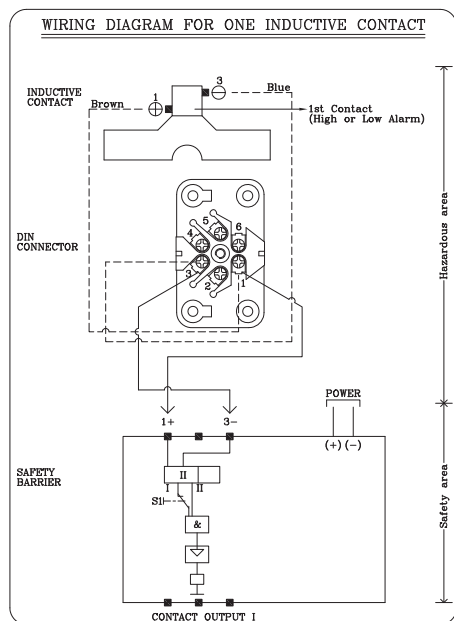 WIRING DIAGRAM FOR ONE INDUCTIVE CONTACT
INDUCTIVE
CONTACT
Brown
1
3
Blue
1st Contact
(High or Low Alarm)
DIN
CONNECTOR
5
6
4
3
2
1
Hazardous area
1+
3-
POWER
(+) (-)
SAFETY
BARRIER
II
I
II
S1
&
Safety area
CONTACT OUTPUT I